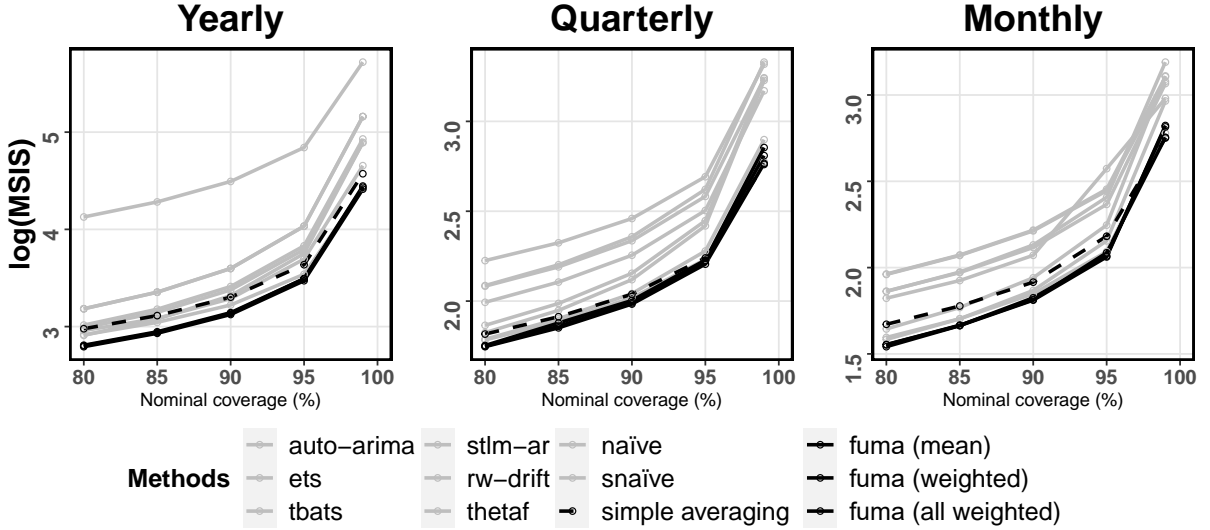 Yearly Quarterly Monthly
log(MSIS)
5
4
3
80 85 90 95 100
Nominal coverage (%)
3.0
2.5
2.0
80 85 90 95 100
Nominal coverage (%)
3.0
2.5
2.0
1.5
80 85 90 95 100
Nominal coverage (%)
Methods
auto−arima stlm−ar naïve fuma (mean)
ets rw−drift snaïve fuma (weighted)
tbats thetaf simple averaging fuma (all weighted)